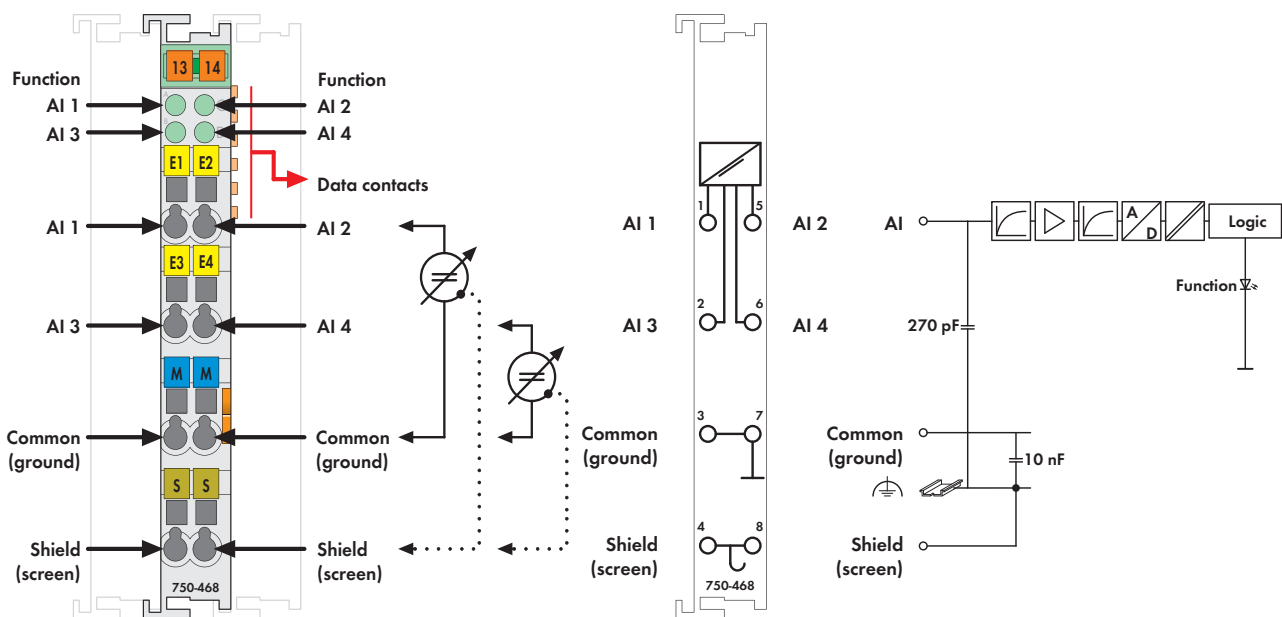 13 14
Function
AI 1
AI 3
Function
AI 2
AI 4
A
B
E1 E2
Data contacts
AI 1
AI 2
E3 E4
AI 3
AI 4
M M
Common
(ground)
Common
(ground)
S S
Shield
(screen)
Shield
(screen)
750-468
1 5
AI 1
AI 2
2 6
AI 3
AI 4
3 7
Common
(ground)
4 8
Shield
(screen)
750-468
AI
A
D
Logic
Function
270 pF
Common
(ground)
10 nF
Shield
(screen)